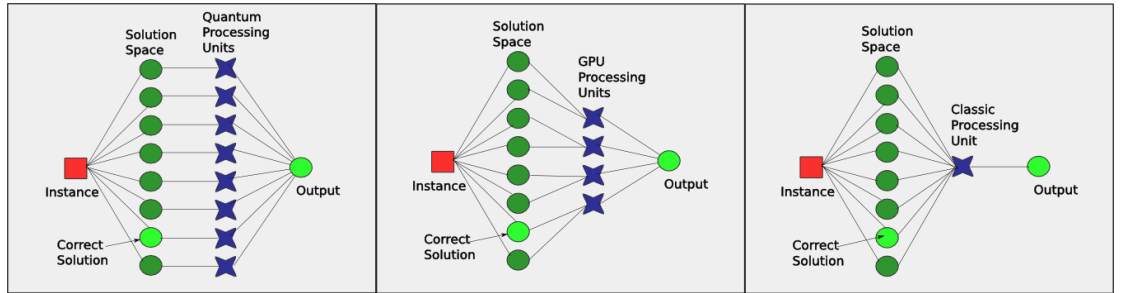 Quantum
Processing
Units
Solution
Space
Instance
Correct
Solution
Output
Solution
Space
GPU
Processing
Units
Instance
Correct
Solution
Output
Solution
Space
Classic
Processing
Unit
Instance
Correct
Solution
Output